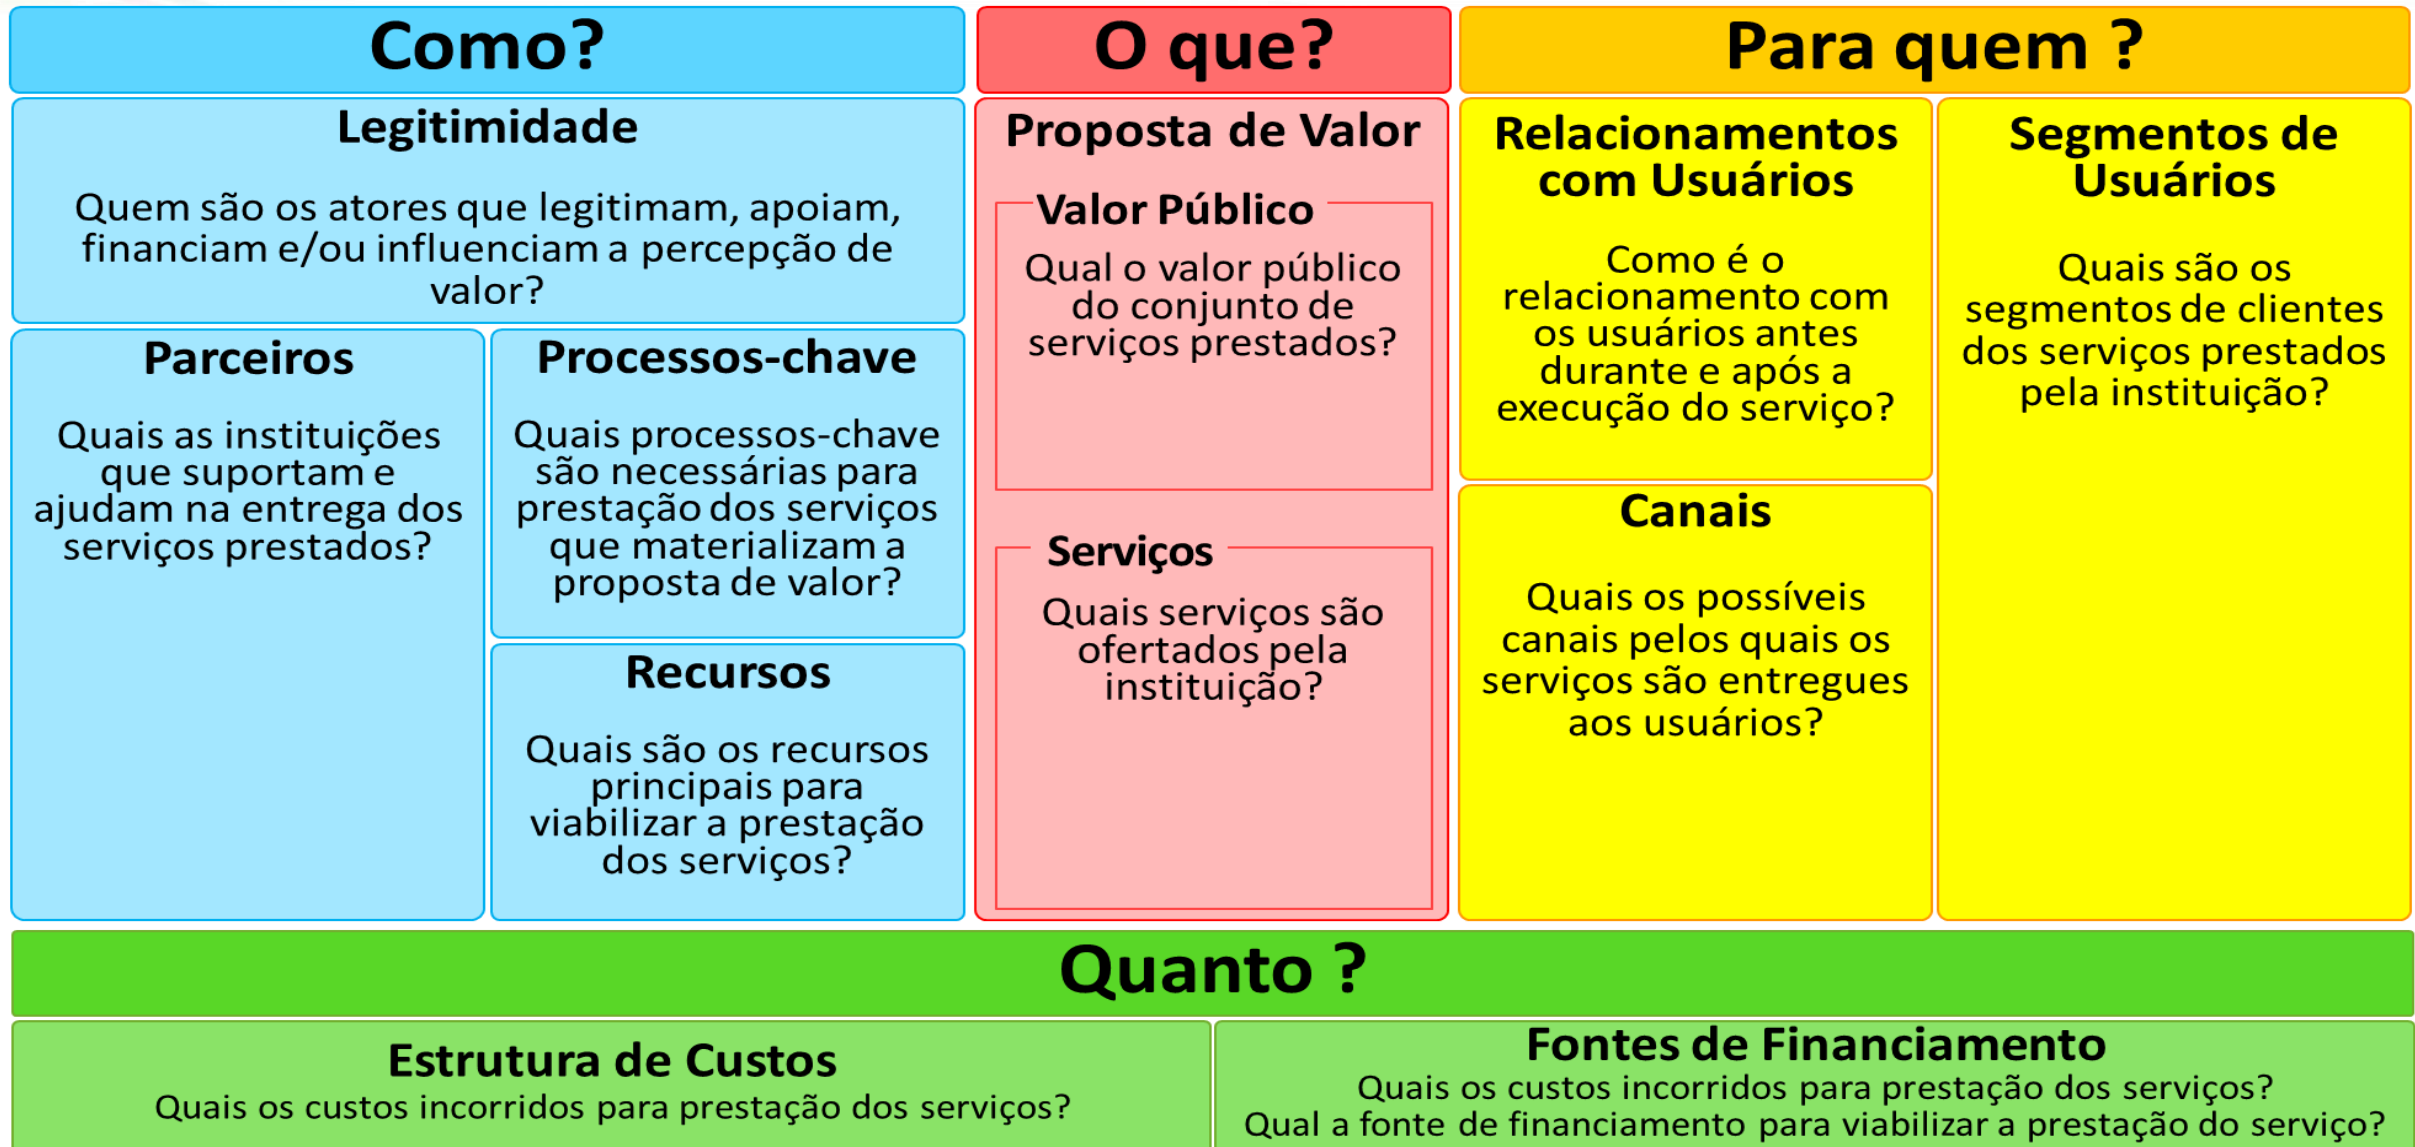 Como?
Legitimidade
Quem são os atores que legitimam, apoiam,
financiam e/ou influenciam a percepção de
valor?
Parceiros
Quais as instituições
que suportam e
ajudam na entrega dos
serviços prestados?
Processos-chave
Quais processos-chave
são necessárias para
prestação dos serviços
que materializam a
proposta de valor?
Recursos
Quais são os recursos
principais para
viabilizar a prestação
dos serviços?
O que?
Proposta de Valor
Valor Público
Qual o valor público
do conjunto de
serviços prestados?
Serviços
Quais serviços são
ofertados pela
instituição?
Para quem ?
Relacionamentos
com Usuários
Como é o
relacionamento com
os usuários antes
durante e após a
execução do serviço?
Canais
Quais os possíveis
canais pelos quais os
serviços são entregues
aos usuários?
Segmentos de
Usuários
Quais são os
segmentos de clientes
dos serviços prestados
pela instituição?
Quanto ?
Estrutura de Custos
Quais os custos incorridos para prestação dos serviços?
Fontes de Financiamento
Quais os custos incorridos para prestação dos serviços?
Qual a fonte de financiamento para viabilizar a prestação do serviço?